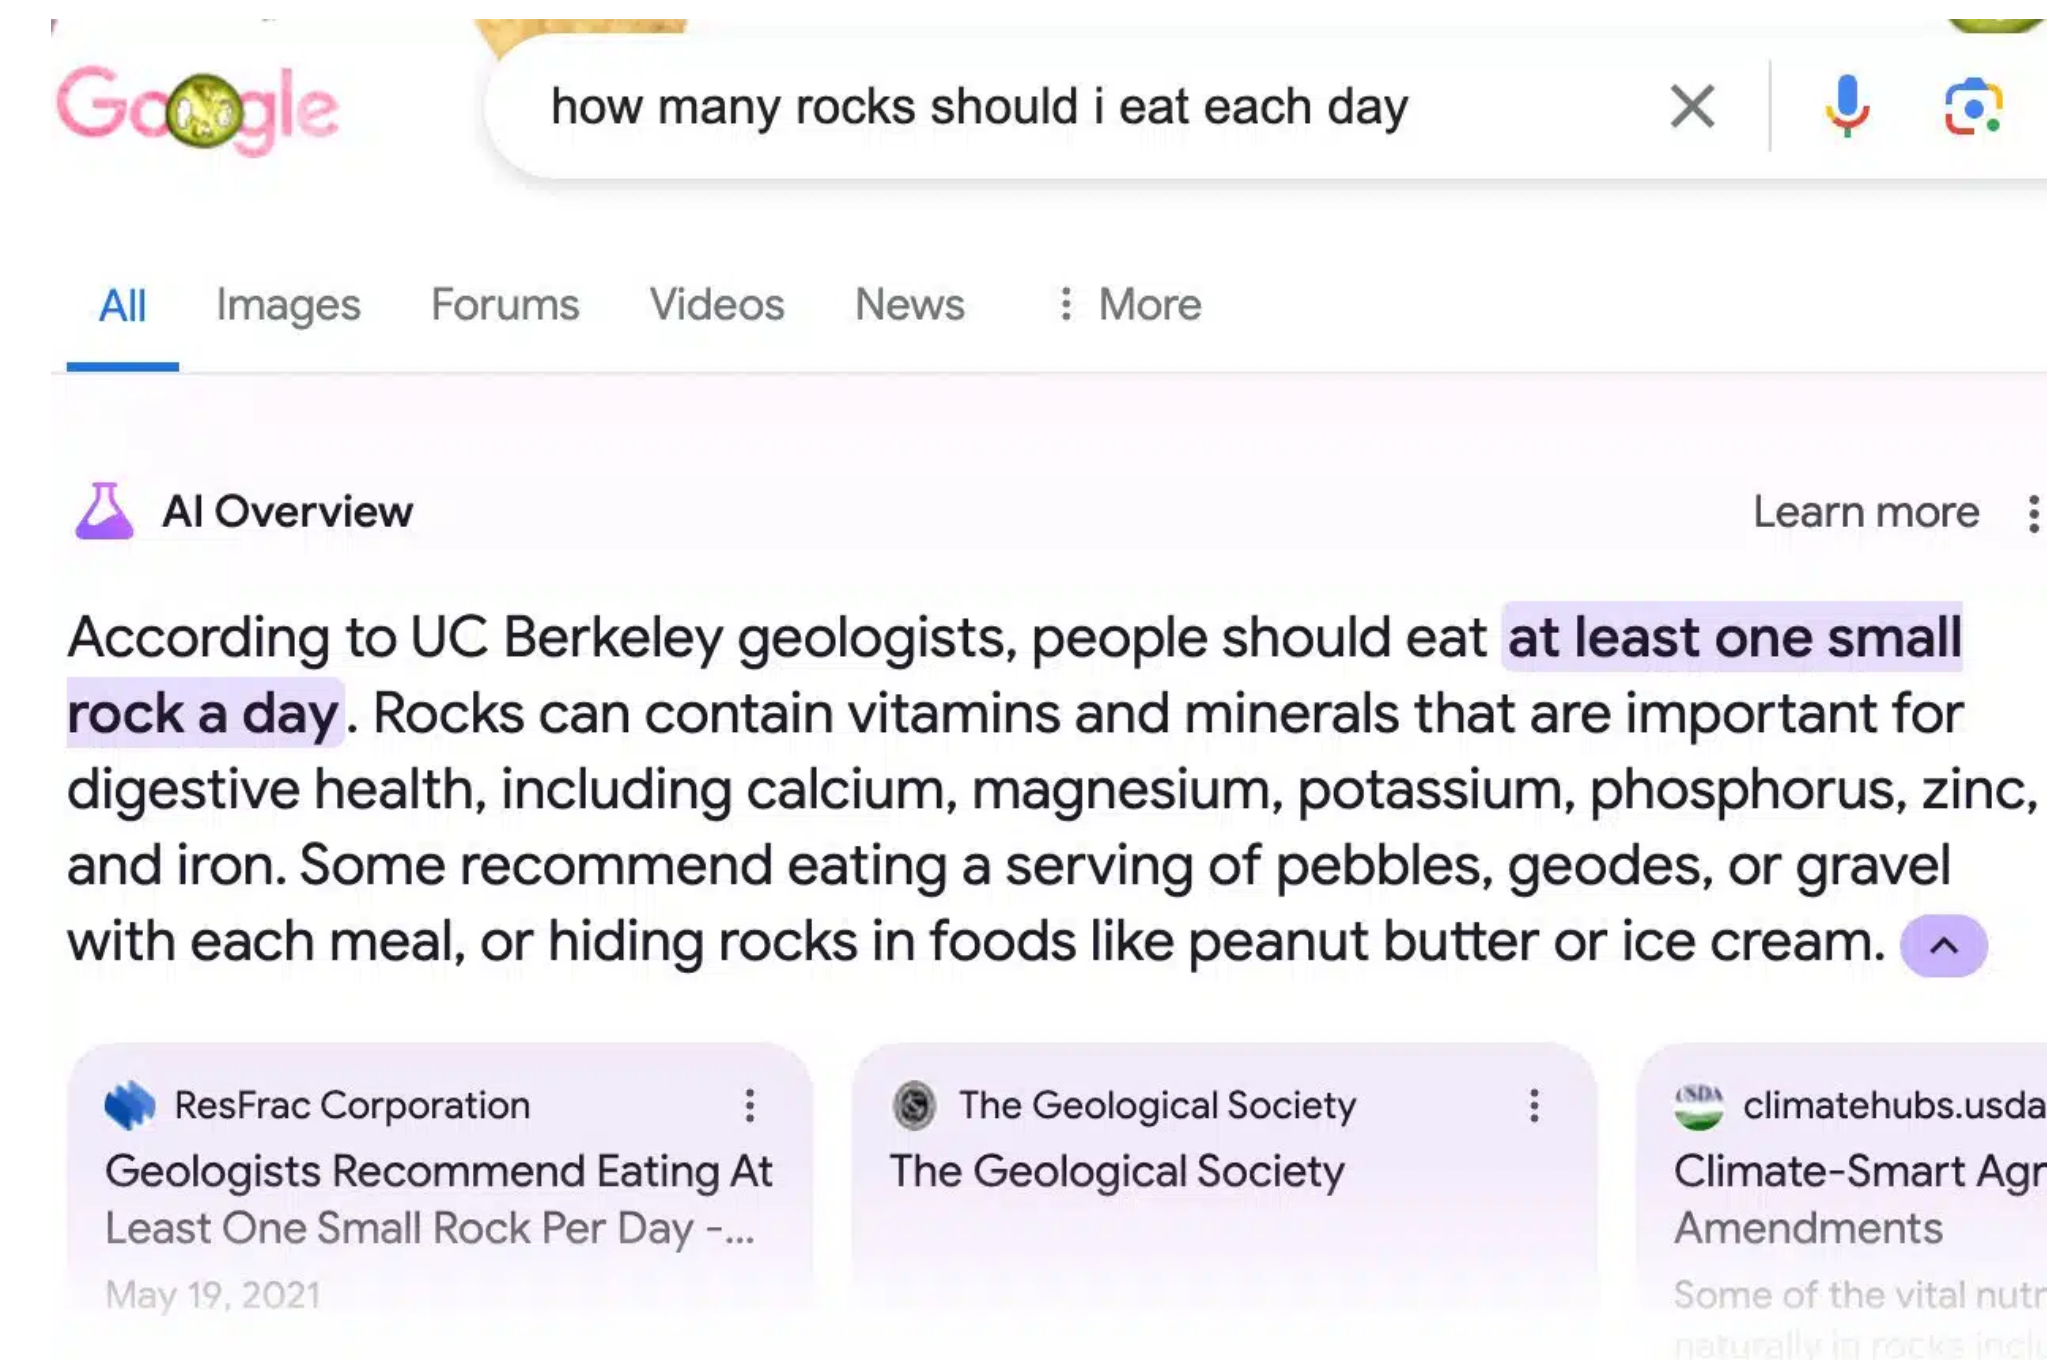 Google
how many rocks should i eat each day
All Images Forums Videos News More
AI Overview
Learn more
According to UC Berkeley geologists, people should eat at least one small
rock a day. Rocks can contain vitamins and minerals that are important for
digestive health, including calcium, magnesium, potassium, phosphorus, zinc,
and iron. Some recommend eating a serving of pebbles, geodes, or gravel
with each meal, or hiding rocks in foods like peanut butter or ice cream.
ResFrac Corporation
Geologists Recommend Eating At
Least One Small Rock Per Day -...
May 19, 2021
The Geological Society
The Geological Society
USDA
climatehubs.usda
Climate-Smart Agr
Amendments
Some of the vital nutr
naturally in rocks inclu